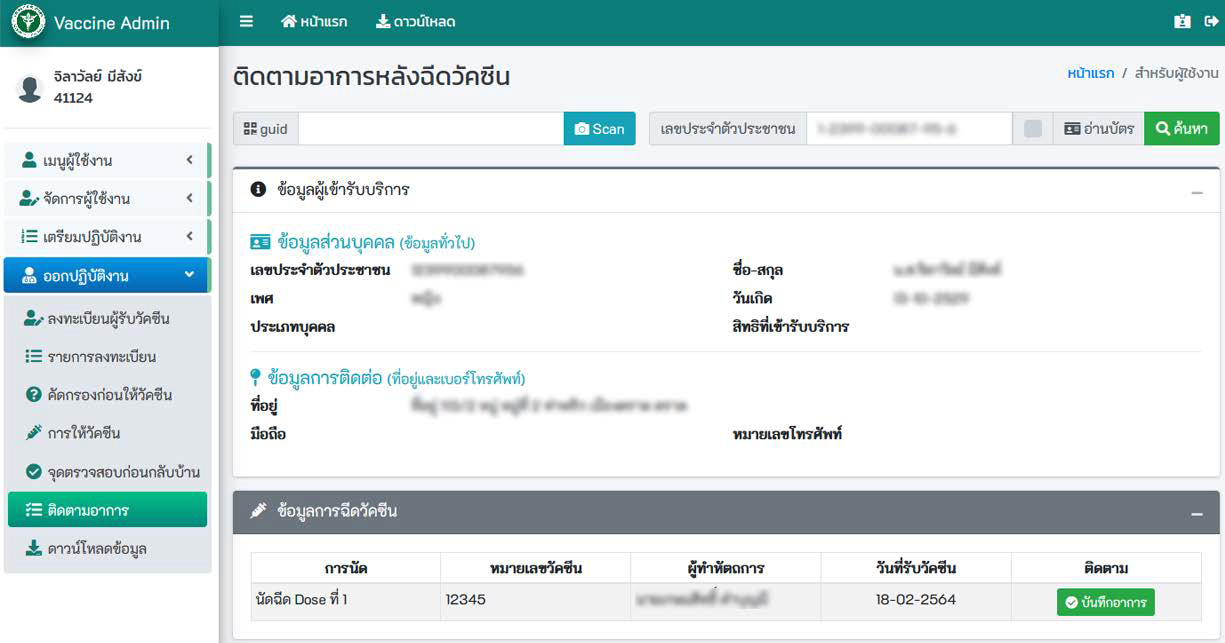 Vaccine Admin
หน้าแรก ดาวน์โหลด
จิลาวัลย์ มีสังข์
41124
เมนูผู้ใช้งาน
จัดการผู้ใช้งาน
เตรียมปฏิบัติงาน
ออกปฏิบัติงาน
ลงทะเบียนผู้รับวัคซีน
รายการลงทะเบียน
คัดกรองก่อนให้วัคซีน
การให้วัคซีน
จุดตรวจสอบก่อนกลับบ้าน
ติดตามอาการ
ดาวน์โหลดข้อมูล
ติดตามอาการหลังฉีดวัคซีน
หน้าแรก / สำหรับผู้ใช้งาน
guid Scan เลขประจำตัวประชาชน อ่านบัตร ค้นหา
ข้อมูลผู้เข้ารับบริการ
ข้อมูลส่วนบุคคล (ข้อมูลทั่วไป)
เลขประจำตัวประชาชน ชื่อ-สกุล
เพศ วันเกิด
ประเภทบุคคล สิทธิที่เข้ารับบริการ
ข้อมูลการติดต่อ (ที่อยู่และเบอร์โทรศัพท์)
ที่อยู่
มือถือ หมายเลขโทรศัพท์
ข้อมูลการฉีดวัคซีน
การนัด หมายเลขวัคซีน ผู้ทำหัตถการ วันที่รับวัคซีน ติดตาม
นัดฉีด Dose ที่ 1 12345 18-02-2564 บันทึกอาการ